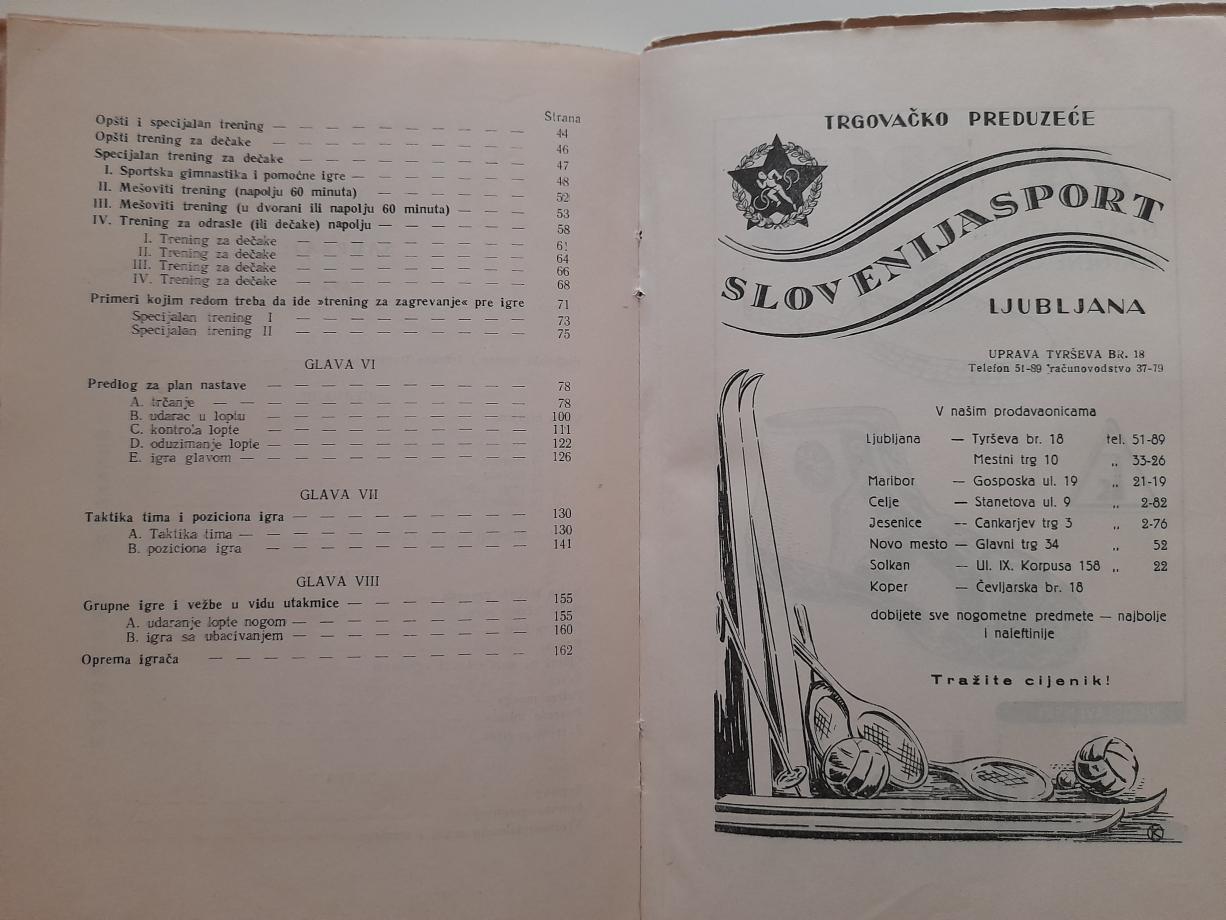 Strana
Opšti i specijalan trening — — — — — — — — — — 44
Opšti trening za dečake — — — — — — — — — — 46
Specijalan trening za dečake — — — — — — — — — 47
I. Sportska gimnastika i pomoćne igre — — — — — — — 48
II. Mešoviti trening (napolju 60 minuta) — — — — — — 52
III. Mešoviti trening (u dvorani ili napolju 60 minuta) — — — 53
IV. Trening za odrasle (ili dečake) napolju — — — — — — 58
I. Trening za dečake — — — — — — — — — 61
II. Trening za dečake — — — — — — — — — 64
III. Trening za dečake — — — — — — — — — 66
IV. Trening za dečake — — — — — — — — — 68
Primeri kojim redom treba da ide »trening za zagrevanje« pre igre 71
Specijalan trening I — — — — — — — — — 73
Specijalan trening II — — — — — — — — — 75
GLAVA VI
Predlog za plan nastave — — — — — — — — — — 78
A. trčanje — — — — — — — — — — — 78
B. udarac u loptu — — — — — — — — — — 100
C. kontrola lopte — — — — — — — — — — 111
D. oduzimanje lopte — — — — — — — — — — 122
E. igra glavom — — — — — — — — — — — 126
GLAVA VII
Taktika tima i poziciona igra — — — — — — — — — 130
A. Taktika tima — — — — — — — — — — — 130
B. poziciona igra — — — — — — — — — — 141
GLAVA VIII
Grupne igre i vežbe u vidu utakmice — — — — — — — 155
A. udaranje lopte nogom — — — — — — — — — 155
B. igra sa ubacivanjem — — — — — — — — — 160
Oprema igrača — — — — — — — — — — — — 162
TRGOVAČKO PREDUZEĆE
SLOVENIJASPORT
LJUBLJANA
UPRAVA TYRŠEVA BR. 18
Telefon 51-89 računovodstvo 37-79
V našim prodavaonicama
Ljubljana — Tyrševa br. 18 tel. 51-89
Mestni trg 10 „ 33-26
Maribor — Gosposka ul. 19 „ 21-19
Celje — Stanetova ul. 9 „ 2-82
Jesenice — Cankarjev trg 3 „ 2-76
Novo mesto — Glavni trg 34 „ 52
Solkan — Ul. IX. Korpusa 158 „ 22
Koper — Čevljarska br. 18
dobijete sve nogometne predmete — najbolje
i naleftinije
Tražite cijenik!